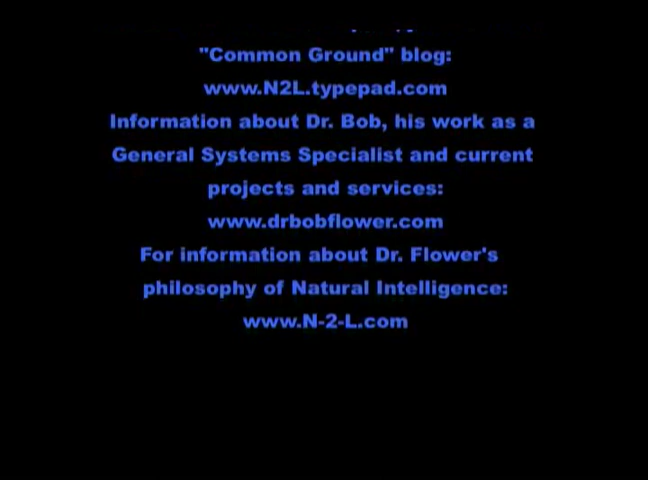 "Common Ground" blog:
www.N2L.typepad.com
Information about Dr. Bob, his work as a
General Systems Specialist and current
projects and services:
www.drbobflower.com
For information about Dr. Flower's
philosophy of Natural Intelligence:
www.N-2-L.com